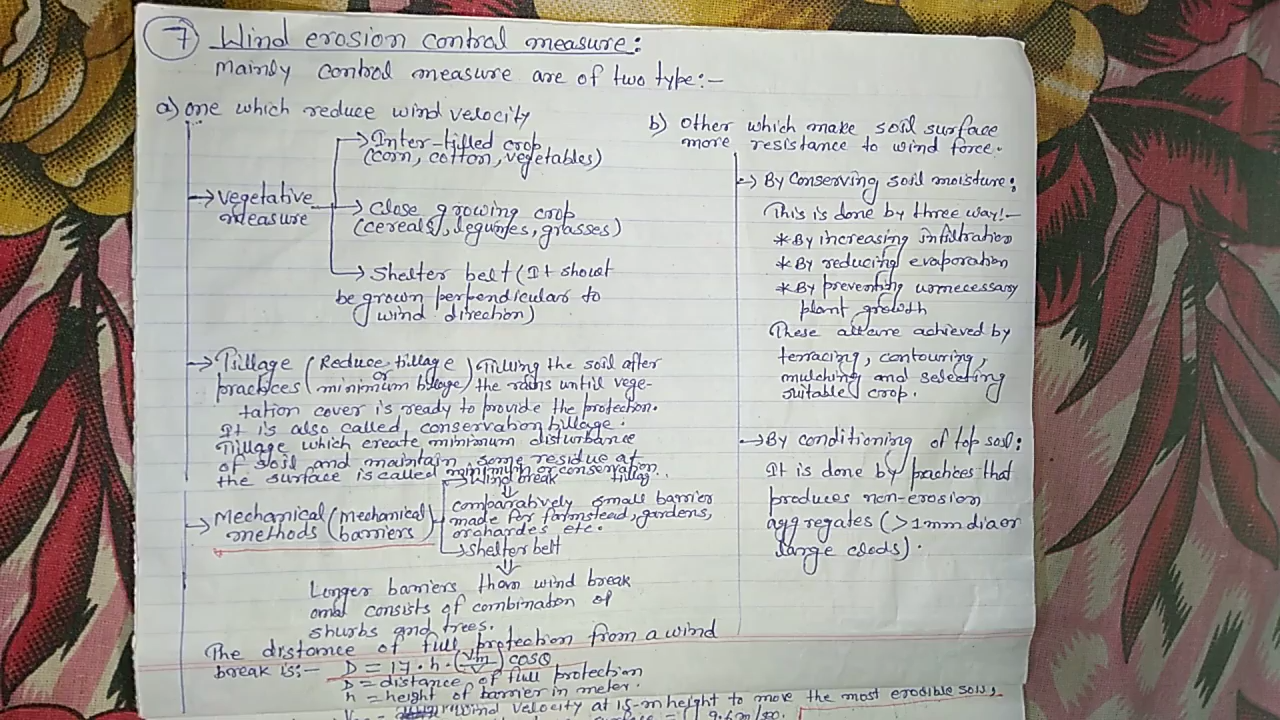 7 Wind erosion control measure:
Mainly control measure are of two type:-
a) one which reduce wind velocity
→ vegetative
measure
→ Inter-tilled crop
(corn, cotton, vegetables)
→ Close growing crop
(cereals, legumes, grasses)
→ Shelter belt (It shoud
be grown perpendicular to
wind direction)
→ Tillage (Reduce tillage
or
practices minimum tillage) Tilling the soil after
the rains until vege-
tation cover is ready to provide the protection.
It is also called conservation tillage.
Tillage which create minimum disturbance
of soil and maintain some residue at
the surface is called minimum or conservation
tillage.
→ Mechanical (Mechanical
methods barriers)
→ wind break
⇓
comparatively small barrier
made for farmstead, gardens,
orchardes etc.
→ Shelter belt
⇓
Longer barriers than wind break
and consists of combination of
shurbs and trees.
The distance of full protection from a wind
break is:- D = 17·h·(Vm/V) cosθ
D = distance of full protection
h = height of barrier in meter.
wind velocity at 15-m height to move the most erodible soils,
9.6m/
b) Other which make soil surface
more resistance to wind force.
→ By conserving soil moisture:
This is done by three way:-
* By increasing infiltration
* By reducing evaporation
* By preventing unnecessary
plant growth
These all are achieved by
terracing, contouring,
mulching and selecting
suitable crop.
→ By conditioning of top soil:
It is done by practices that
produces non-erosion
aggregates (>1mm dia or
large clods).